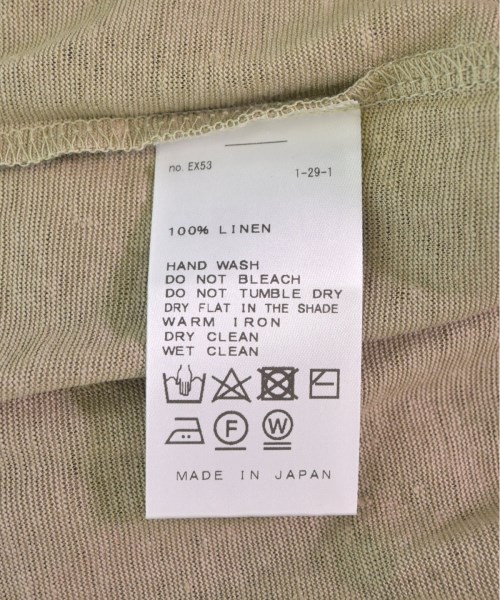 no. EX53 1-29-1
100% LINEN
HAND WASH
DO NOT BLEACH
DO NOT TUMBLE DRY
DRY FLAT IN THE SHADE
WARM IRON
DRY CLEAN
WET CLEAN
F W
MADE IN JAPAN